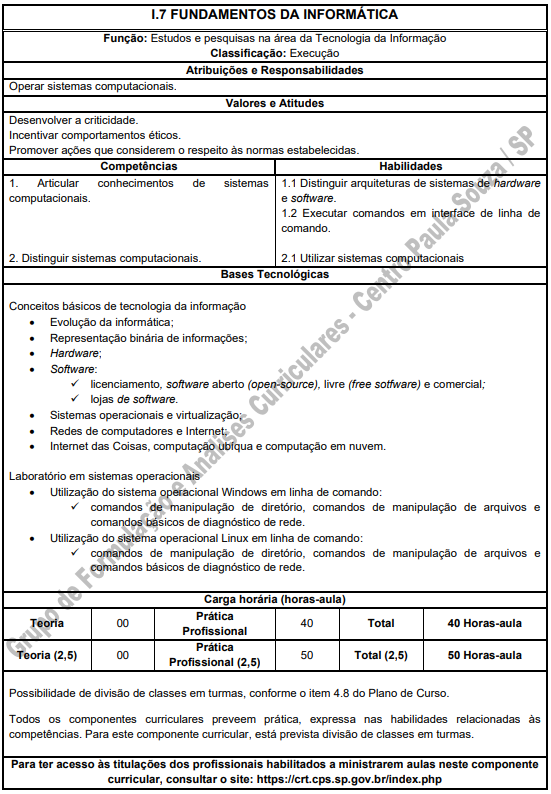 I.7 FUNDAMENTOS DA INFORMÁTICA
Função: Estudos e pesquisas na área da Tecnologia da Informação
Classificação: Execução
Atribuições e Responsabilidades
Operar sistemas computacionais.
Valores e Atitudes
Desenvolver a criticidade.
Incentivar comportamentos éticos.
Promover ações que considerem o respeito às normas estabelecidas.
Competências
1. Articular conhecimentos de sistemas
computacionais.
2. Distinguir sistemas computacionais.
Habilidades
1.1 Distinguir arquiteturas de sistemas de hardware
e software.
1.2 Executar comandos em interface de linha de
comando.
2.1 Utilizar sistemas computacionais
Bases Tecnológicas
Conceitos básicos de tecnologia da informação
• Evolução da informática;
• Representação binária de informações;
• Hardware;
• Software:
✓ licenciamento, software aberto (open-source), livre (free sotfware) e comercial;
✓ lojas de software.
• Sistemas operacionais e virtualização;
• Redes de computadores e Internet;
• Internet das Coisas, computação ubíqua e computação em nuvem.
Laboratório em sistemas operacionais
• Utilização do sistema operacional Windows em linha de comando:
✓ comandos de manipulação de diretório, comandos de manipulação de arquivos e
comandos básicos de diagnóstico de rede.
• Utilização do sistema operacional Linux em linha de comando:
✓ comandos de manipulação de diretório, comandos de manipulação de arquivos e
comandos básicos de diagnóstico de rede.
Carga horária (horas-aula)
Teoria 00 Prática Profissional 40 Total 40 Horas-aula
Teoria (2,5) 00 Prática Profissional (2,5) 50 Total (2,5) 50 Horas-aula
Possibilidade de divisão de classes em turmas, conforme o item 4.8 do Plano de Curso.
Todos os componentes curriculares preveem prática, expressa nas habilidades relacionadas às
competências. Para este componente curricular, está prevista divisão de classes em turmas.
Para ter acesso às titulações dos profissionais habilitados a ministrarem aulas neste componente
curricular, consultar o site: https://crt.cps.sp.gov.br/index.php
Grupo de Formulação e Análises Curriculares - Centro Paula Souza / SP